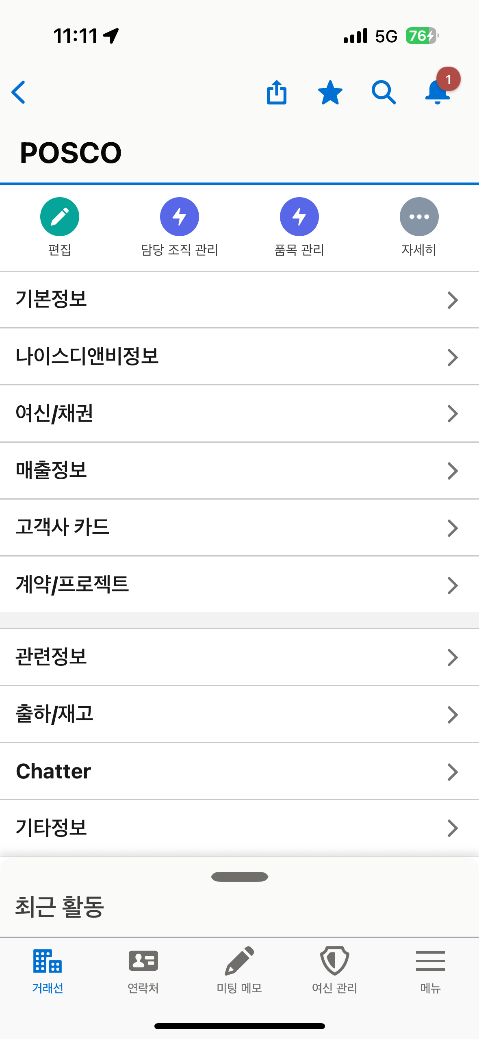 11:11
5G
76
1
POSCO
편집
담당 조직 관리
품목 관리
자세히
기본정보
나이스디앤비정보
여신/채권
매출정보
고객사 카드
계약/프로젝트
관련정보
출하/재고
Chatter
기타정보
최근 활동
거래선
연락처
미팅 메모
여신 관리
메뉴